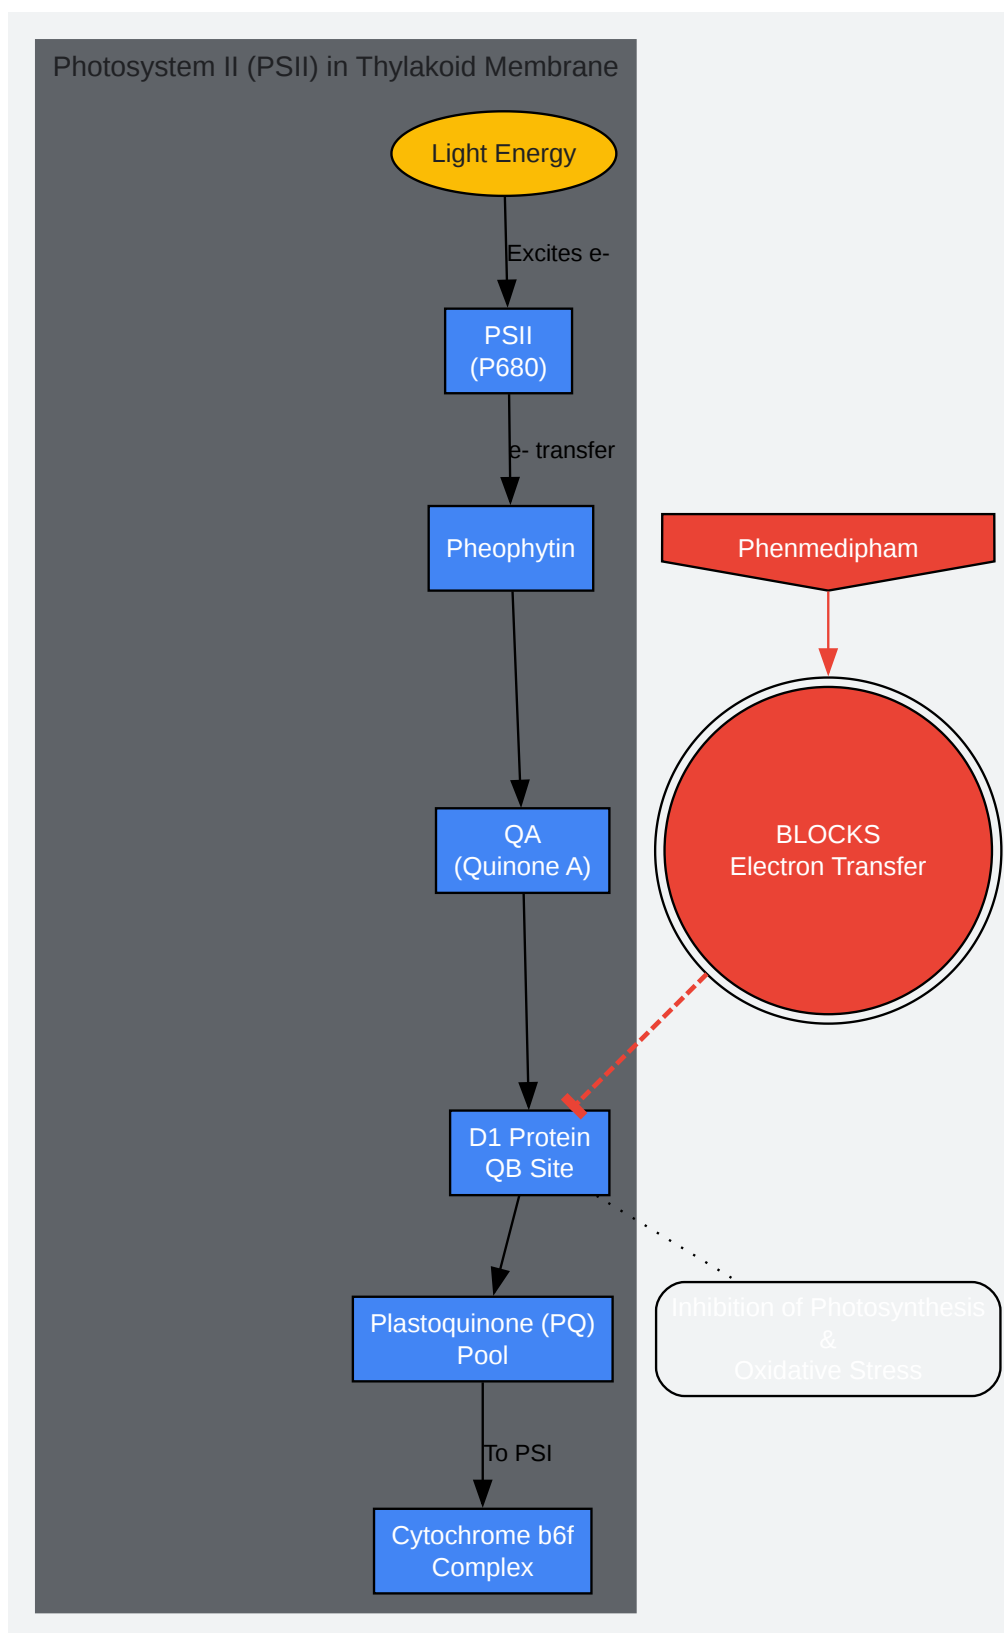 Photosystem II (PSII) in Thylakoid Membrane
Light Energy
Excites e-
PSII
(P680)
e- transfer
Pheophytin
Phenmedipham
QA
(Quinone A)
BLOCKS
Electron Transfer
D1 Protein
QB Site
Plastoquinone (PQ)
Pool
Inhibition of Photosynthesis
&
Oxidative Stress
To PSI
Cytochrome b6f
Complex